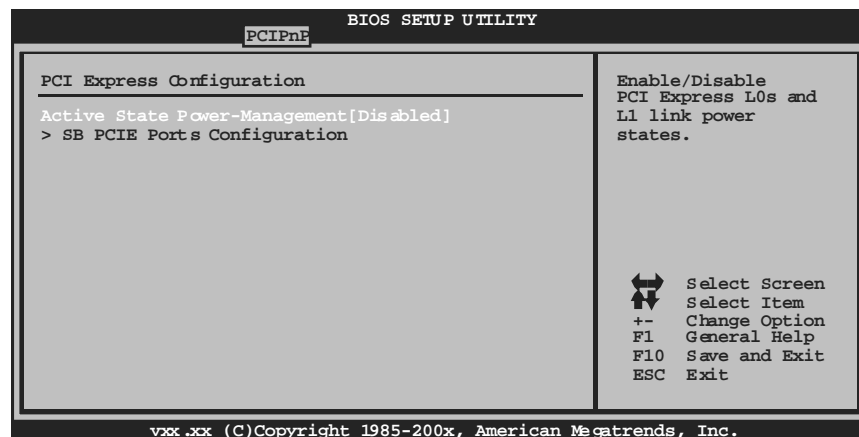 BIOS SETUP UTILITY
PCIPnP
PCI Express Configuration
Active State Power-Management[Disabled]
> SB PCIE Ports Configuration
Enable/Disable
PCI Express L0s and
L1 link power
states.
Select Screen
Select Item
+- Change Option
F1 General Help
F10 Save and Exit
ESC Exit
vxx.xx (C)Copyright 1985-200x, American Megatrends, Inc.